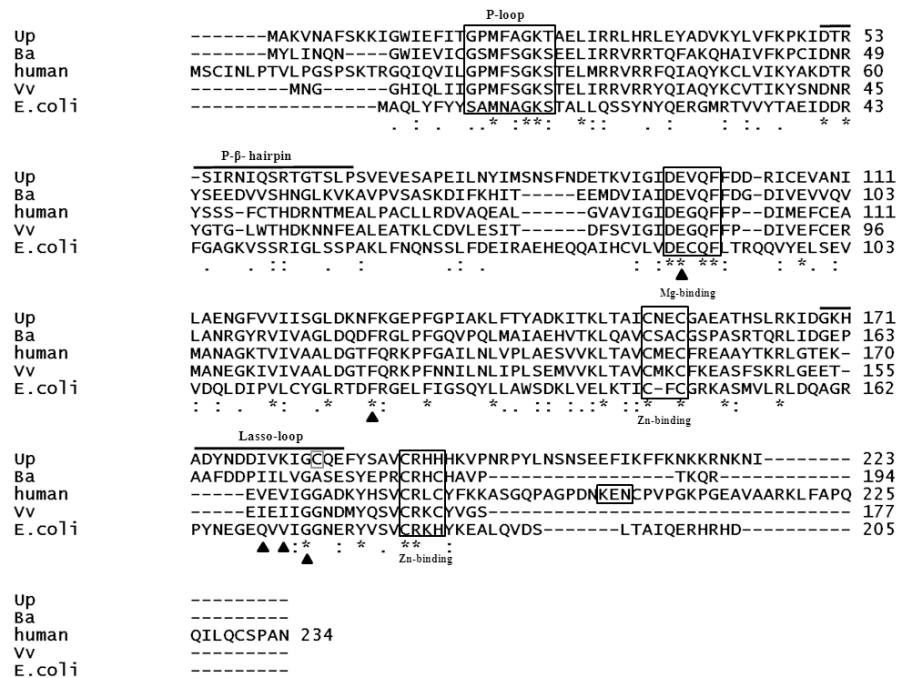 P-loop
Up -------MAKVNAFSKKIGWIEFITGPMFAGKTAELIRRLHRLEYADVKYLVFKPKIDTR 53
Ba -------MYLINQN----GWIEVICGSMFSGKSEELIRRVRRTQFAKQHAIVFKPCIDNR 49
human MSCINLPTVLPGSPSKTRGQIQVILGPMFSGKSTELMRRVRRFQIAQYKCLVIKYAKDTR 60
Vv ---------MNG------GHIQLIIGPMFSGKSTELIRRVRRYQIAQYKCVTIKYSNDNR 45
E.coli -----------------MAQLYFYYSAMNAGKSTALLQSSYNYQERGMRTVVYTAEIDDR 43
. : : ..* :**: *:: : : . : . : * *
P-β- hairpin
Up -SIRNIQSRTGTSLPSVEVESAPEILNYIMSNSFNDETKVIGIDEVQFFDD-RICEVANI 111
Ba YSEEDVVSHNGLKVKAVPVSASKDIFKHIT-----EEMDVIAIDEVQFFDG-DIVEVVQV 103
human YSSS-FCTHDRNTMEALPACLLRDVAQEAL------GVAVIGIDEGQFFP--DIMEFCEA 111
Vv YGTG-LWTHDKNNFEALEATKLCDVLESIT------DFSVIGIDEGQFFP--DIVEFCER 96
E.coli FGAGKVSSRIGLSSPAKLFNQNSSLFDEIRAEHEQQAIHCVLVDECQFLTRQQVYELSEV 103
. . :: . : .: . : :** **: : *. :
Mg-binding
Up LAENGFVVIISGLDKNFKGEPFGPIAKLFTYADKITKLTAICNECGAEATHSLRKIDGKH 171
Ba LANRGYRVIVAGLDQDFRGLPFGQVPQLMAIAEHVTKLQAVCSACGSPASRTQRLIDGEP 163
human MANAGKTVIVAALDGTFQRKPFGNILNLVPLAESVVKLTAVCMECFREAAYTKRLGTEK- 170
Vv MANEGKIVIVAALDGTFQRKPFNNILNLIPLSEMVVKLTAVCMKCFKEASFSKRLGEET- 155
E.coli VDQLDIPVLCYGLRTDFRGELFIGSQYLLAWSDKLVELKTIC-FCGRKASMVLRLDQAGR 162
: : . *: .* *: * *.. :: :.:* ::* * *: *
Zn-binding
Lasso-loop
Up ADYNDDIVKIGCQEFYSAVCRHHHKVPNRPYLNSNSEEFIKFFKNKKRNKNI------ 223
Ba AAFDDPIILVGASESYEPRCRHCHAVP----------------TKQR----------- 194
human ----EVEVIGGADKYHSVCRLCYFKKASGQPAGPDNKENCPVPGKPGEAVAARKLFAPQ 225
Vv ----EIEIIGGNDMYQSVCRKCYVGS--------------------------------- 177
E.coli PYNEGEQVVIGGNERYVSVCRKHYKEALQVDS-------LTAIQERHRHD--------- 205
:* : * . ** :
Zn-binding
Up ---------
Ba ---------
human QILQCSPAN 234
Vv ---------
E.coli ---------